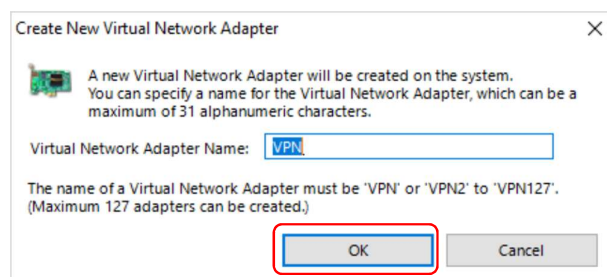 Create New Virtual Network Adapter
A new Virtual Network Adapter will be created on the system.
You can specify a name for the Virtual Network Adapter, which can be a
maximum of 31 alphanumeric characters.
Virtual Network Adapter Name: VPN
The name of a Virtual Network Adapter must be 'VPN' or 'VPN2' to 'VPN127'.
(Maximum 127 adapters can be created.)
OK Cancel